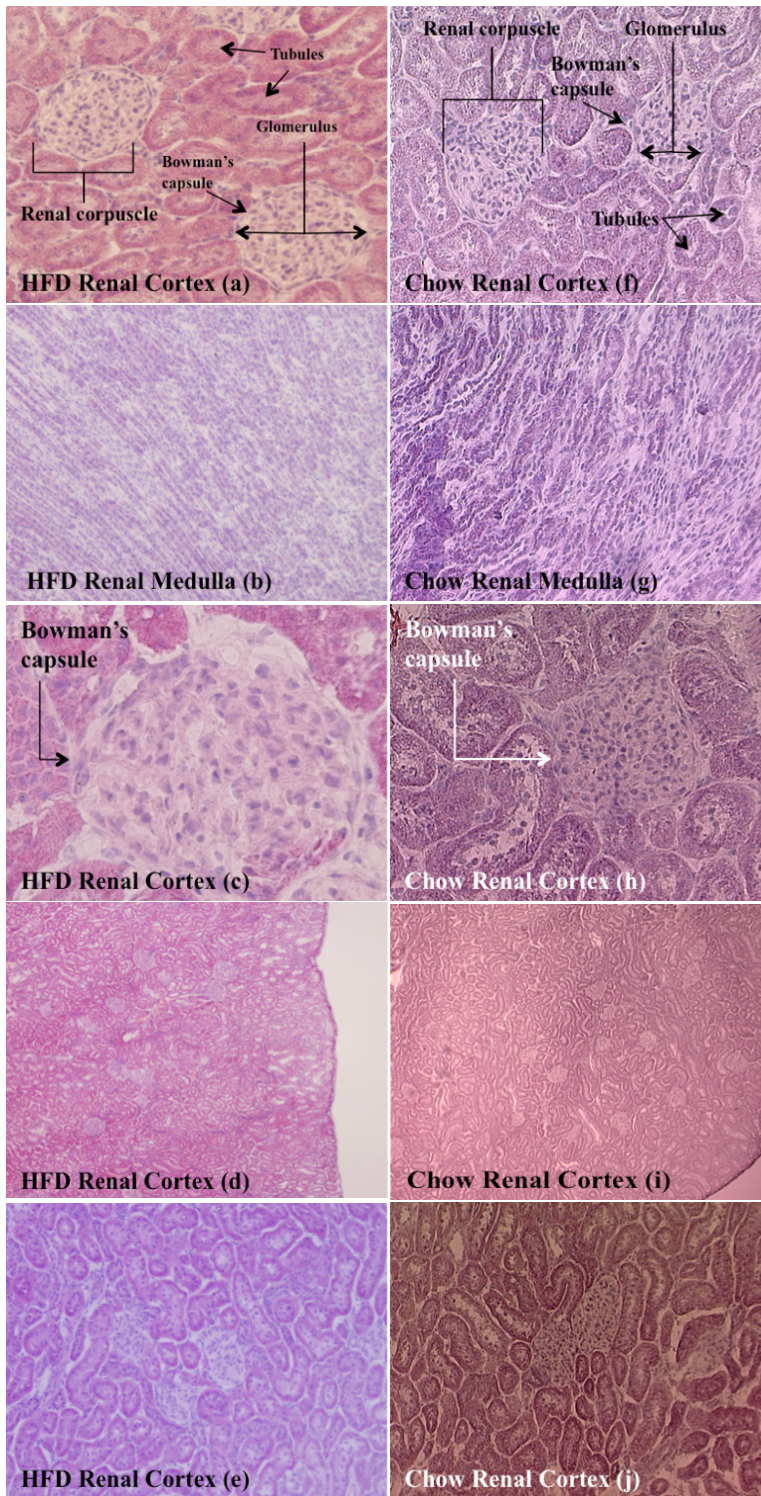 Tubules
Glomerulus
Bowman's
capsule
Renal corpuscle
HFD Renal Cortex (a)
Renal corpuscle
Glomerulus
Bowman's
capsule
Tubules
Chow Renal Cortex (f)
HFD Renal Medulla (b)
Chow Renal Medulla (g)
Bowman's
capsule
HFD Renal Cortex (c)
Bowman's
capsule
Chow Renal Cortex (h)
HFD Renal Cortex (d)
Chow Renal Cortex (i)
HFD Renal Cortex (e)
Chow Renal Cortex (j)